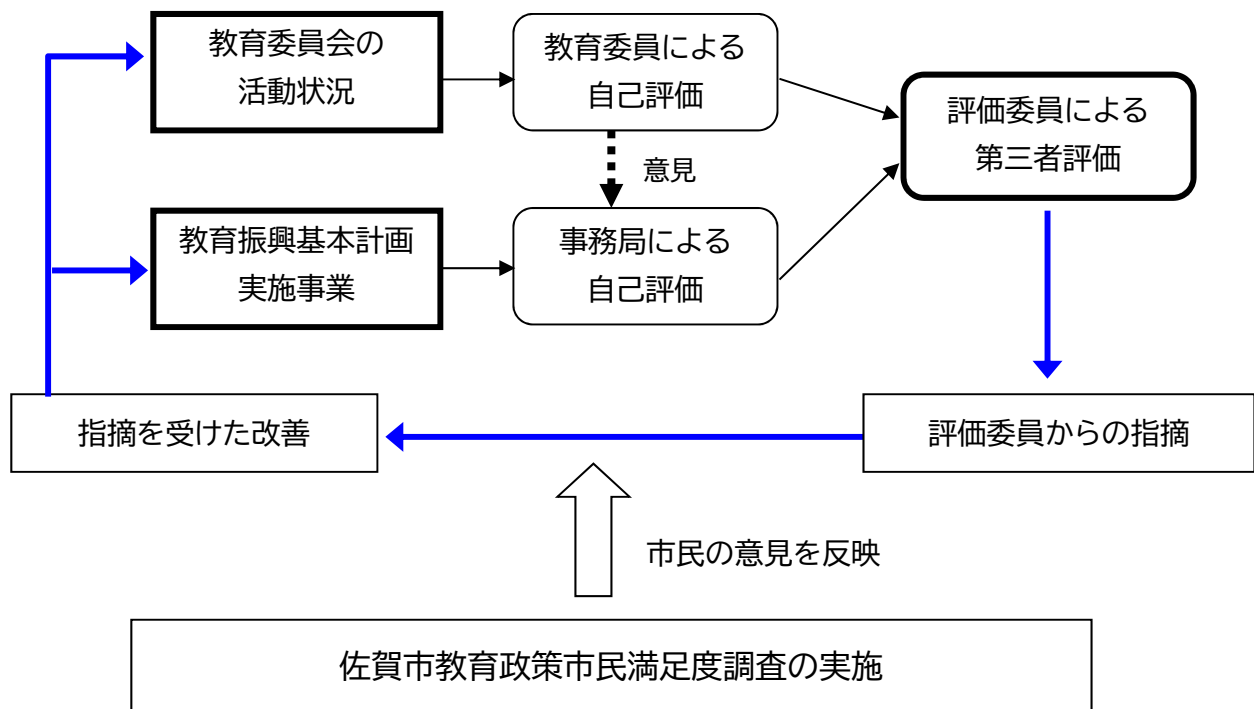 教育委員会の
活動状況
教育委員による
自己評価
評価委員による
第三者評価
意見
教育振興基本計画
実施事業
事務局による
自己評価
指摘を受けた改善
評価委員からの指摘
市民の意見を反映
佐賀市教育政策市民満足度調査の実施